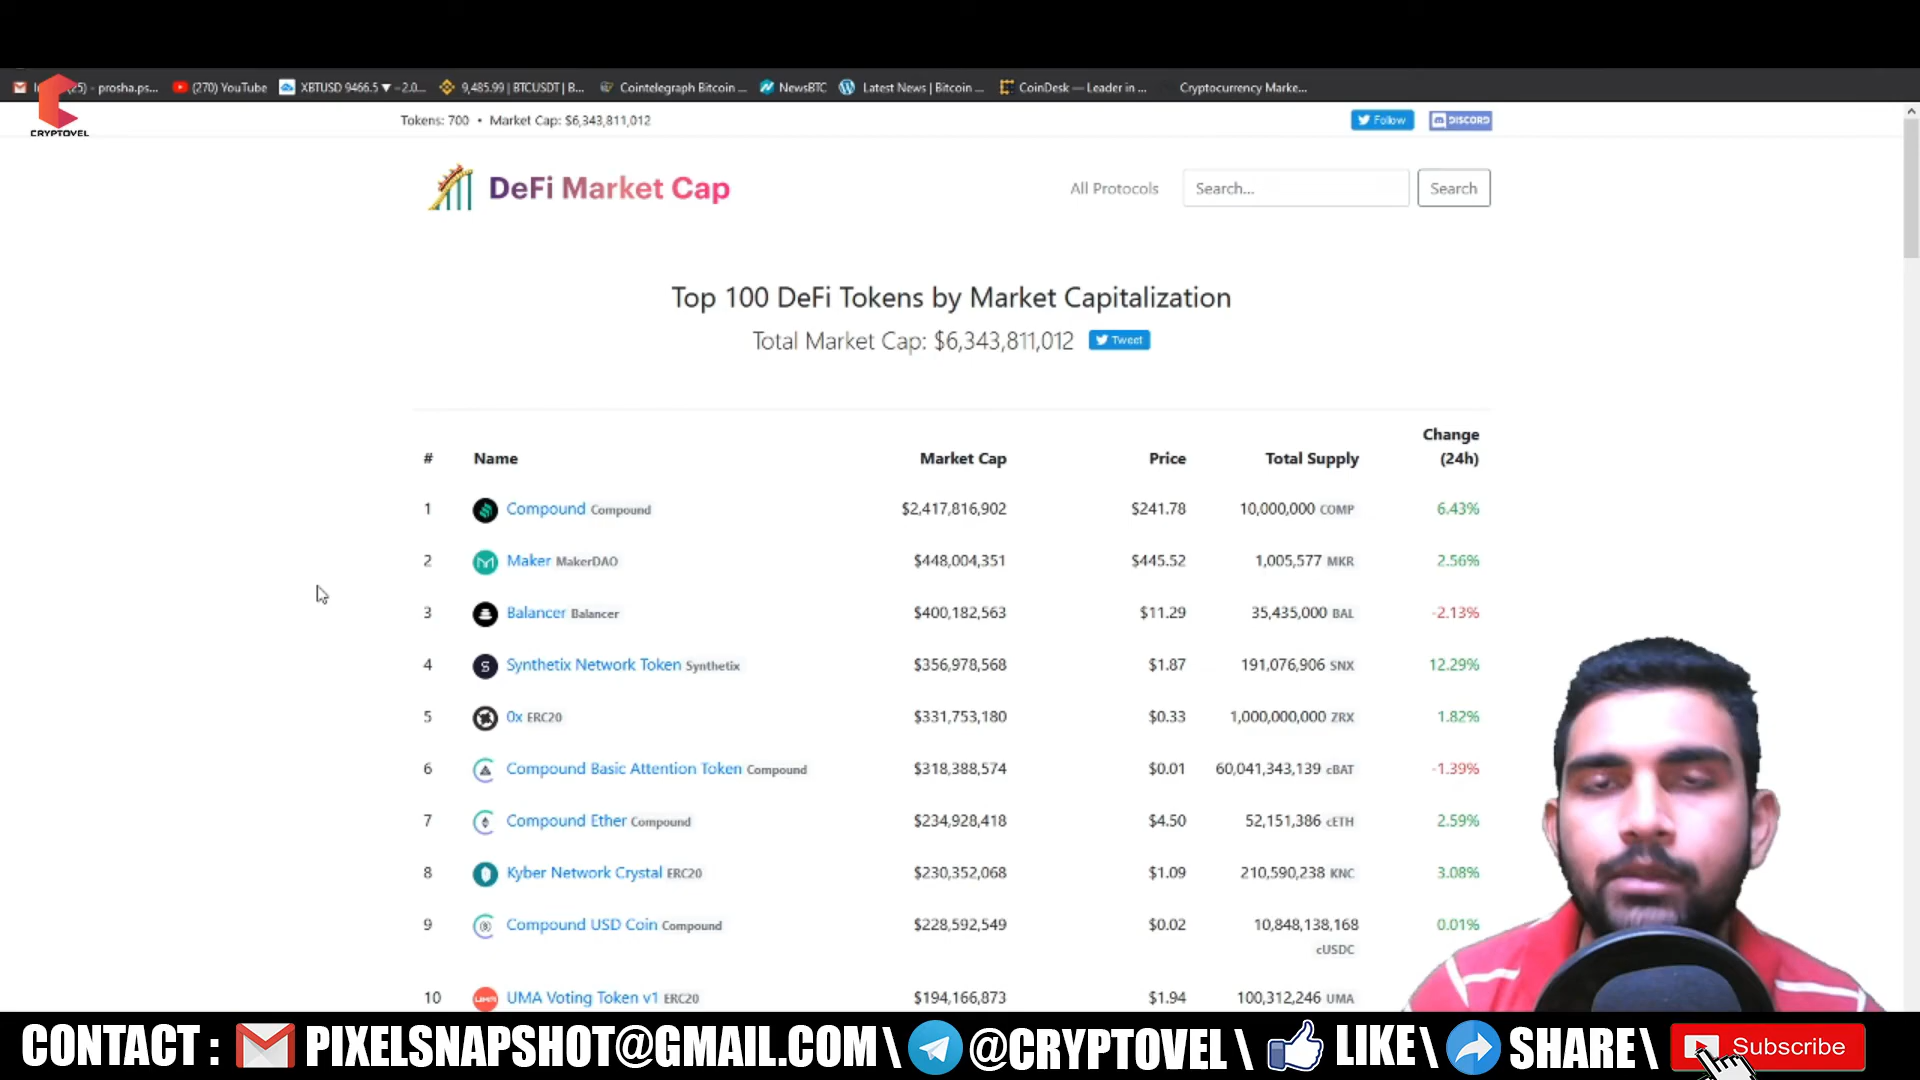 (25) - prosha.ps... (270) YouTube XBTUSD 9466.5 ▼ -2.0... 9,485.99 | BTCUSDT | B... Cointelegraph Bitcoin ... NewsBTC Latest News | Bitcoin ... CoinDesk — Leader in ... Cryptocurrency Marke...
CRYPTOVEL
Tokens: 700 • Market Cap: $6,343,811,012 Follow DISCORD
DeFi Market Cap All Protocols Search... Search
Top 100 DeFi Tokens by Market Capitalization
Total Market Cap: $6,343,811,012 Tweet
# Name Market Cap Price Total Supply Change (24h)
1 Compound Compound $2,417,816,902 $241.78 10,000,000 COMP 6.43%
2 Maker MakerDAO $448,004,351 $445.52 1,005,577 MKR 2.56%
3 Balancer Balancer $400,182,563 $11.29 35,435,000 BAL -2.13%
4 Synthetix Network Token Synthetix $356,978,568 $1.87 191,076,906 SNX 12.29%
5 0x ERC20 $331,753,180 $0.33 1,000,000,000 ZRX 1.82%
6 Compound Basic Attention Token Compound $318,388,574 $0.01 60,041,343,139 cBAT -1.39%
7 Compound Ether Compound $234,928,418 $4.50 52,151,386 cETH 2.59%
8 Kyber Network Crystal ERC20 $230,352,068 $1.09 210,590,238 KNC 3.08%
9 Compound USD Coin Compound $228,592,549 $0.02 10,848,138,168 cUSDC 0.01%
10 UMA Voting Token v1 ERC20 $194,166,873 $1.94 100,312,246 UMA
CONTACT : PIXELSNAPSHOT@GMAIL.COM \ @CRYPTOVEL \ LIKE \ SHARE \ Subscribe